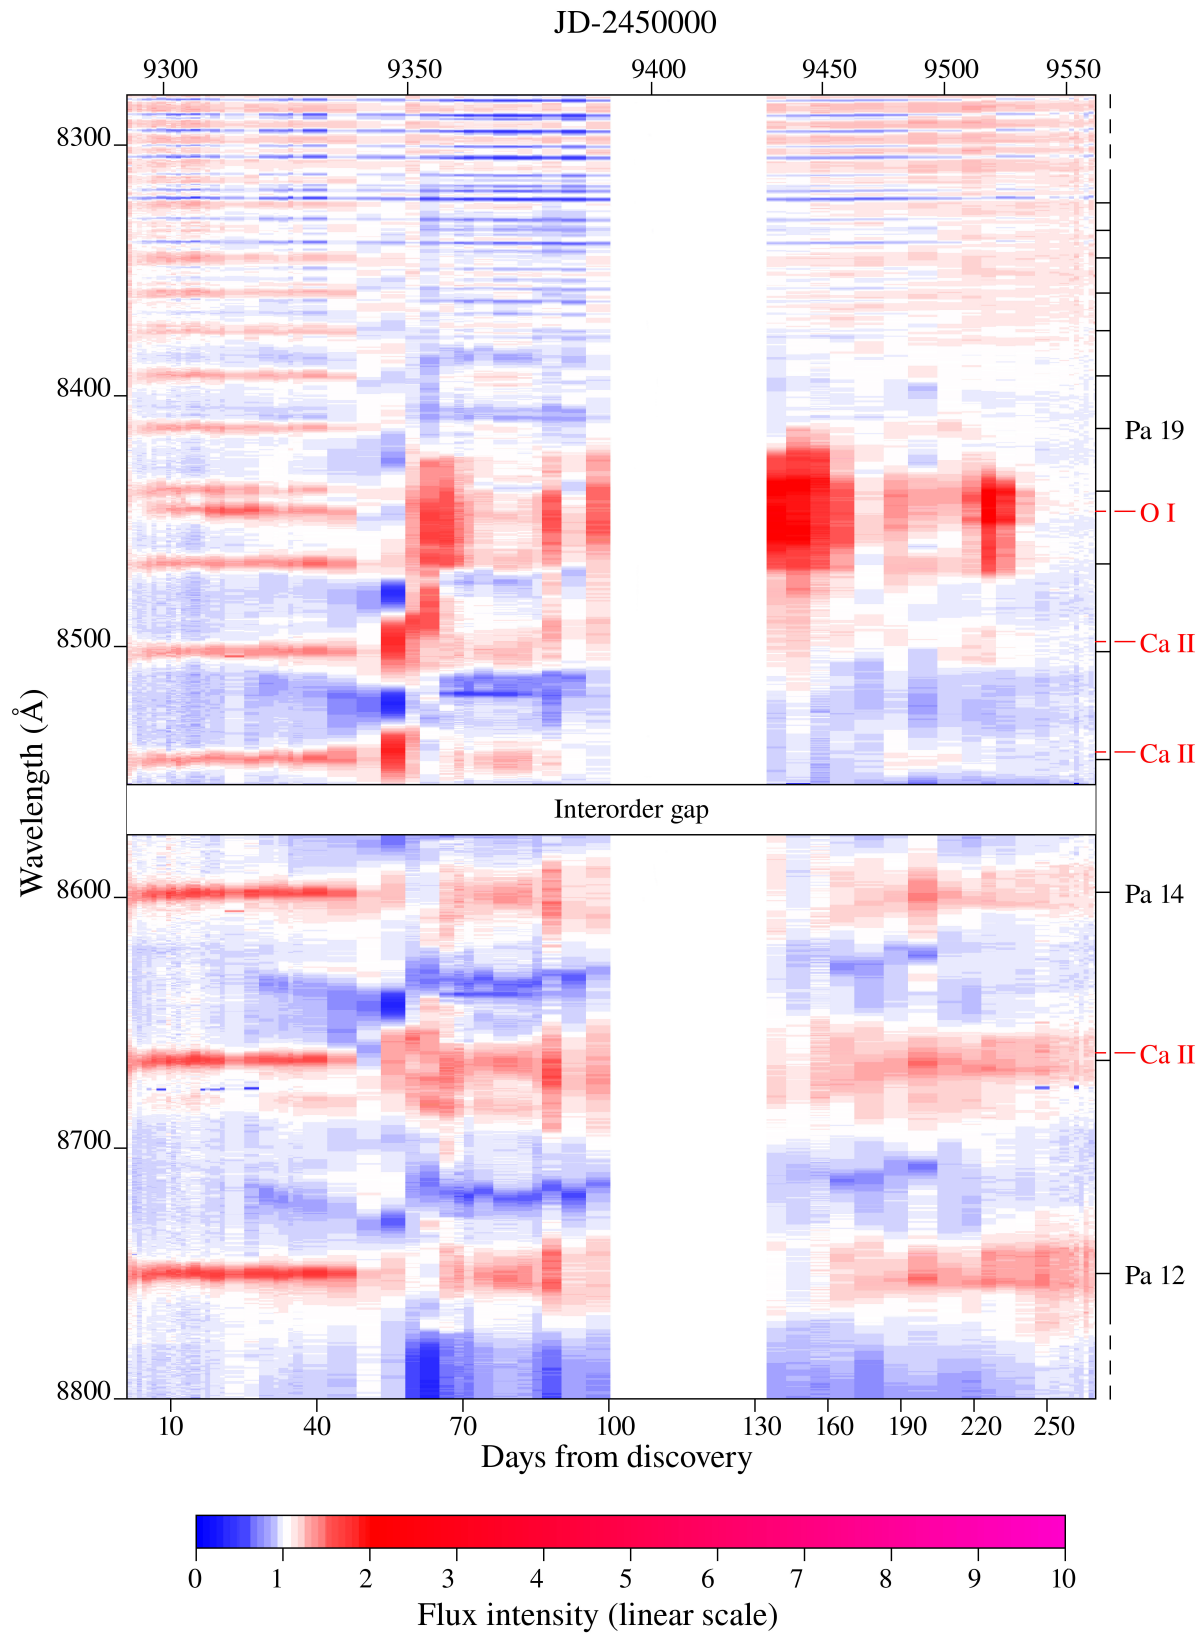 JD-2450000
9300 9350 9400 9450 9500 9550
8300
8400
Pa 19
O I
8500
Ca II
Ca II
Wavelength (Å)
Interorder gap
8600
Pa 14
Ca II
8700
Pa 12
8800
10 40 70 100 130 160 190 220 250
Days from discovery
0 1 2 3 4 5 6 7 8 9 10
Flux intensity (linear scale)